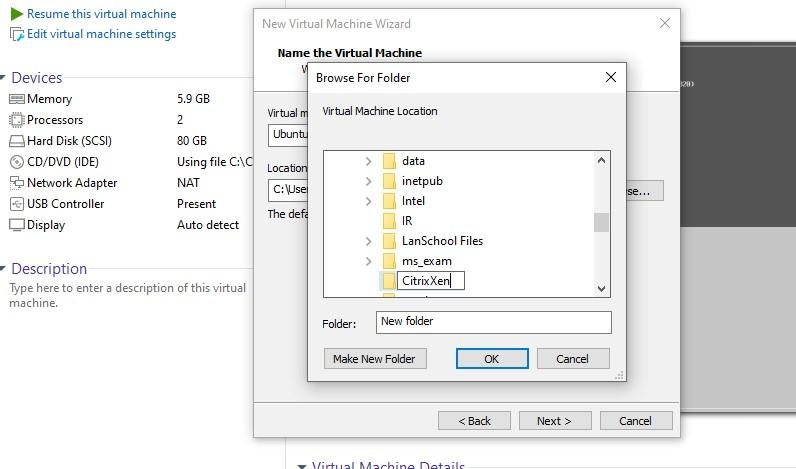 Resume this virtual machine
Edit virtual machine settings
Devices
Memory 5.9 GB
Processors 2
Hard Disk (SCSI) 80 GB
CD/DVD (IDE) Using file C:\C
Network Adapter NAT
USB Controller Present
Display Auto detect
Description
Type here to enter a description of this virtual
machine.
New Virtual Machine Wizard
Name the Virtual Machine
W
Virtual m
Ubuntu
Location
C:\User
The defa
se...
Browse For Folder
Virtual Machine Location
data
inetpub
Intel
IR
LanSchool Files
ms_exam
CitrixXen
Folder: New folder
Make New Folder OK Cancel
< Back Next > Cancel
Virtual Machine Details